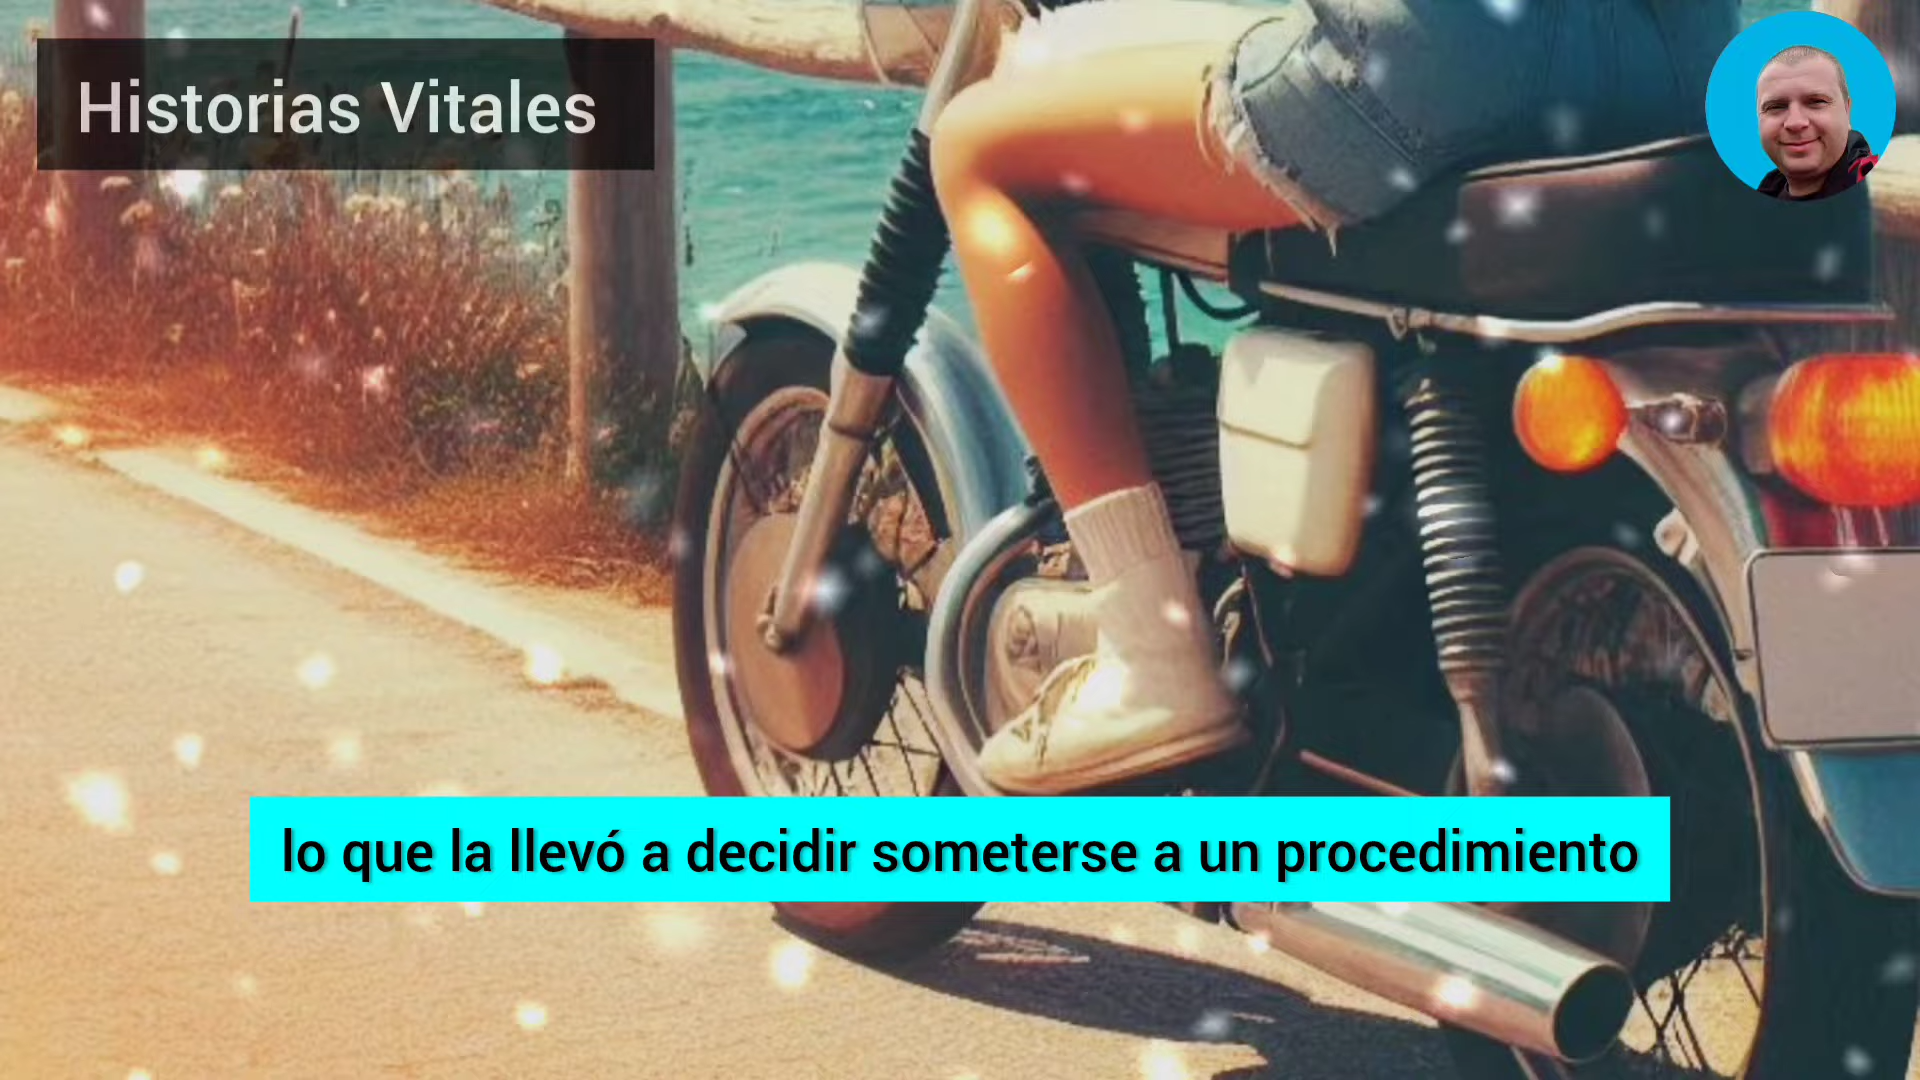 Historias Vitales
lo que la llevó a decidir someterse a un procedimiento